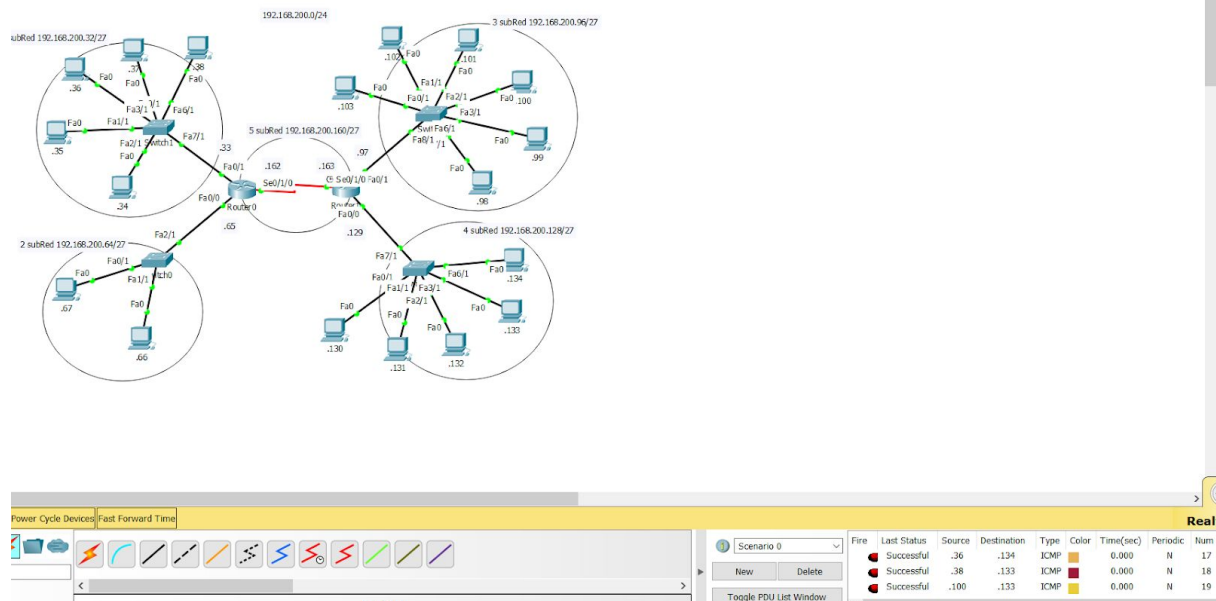 192.168.200.0/24
ubRed 192.168.200.32/27
3 subRed 192.168.200.96/27
.37
.38
.36
Fa0
Fa0
Fa0
Fa3/1
Fa6/1
Fa0
Fa1/1
.35
Fa2/1
Switch1
Fa7/1
Fa0
.34
.33
.102
Fa0
.101
Fa0
Fa1/1
Fa0
.103
Fa0/1
Fa2/1
Fa0
.100
Fa3/1
Fa6/1
Fa8/1
Fa0
.99
Fa0
.98
.97
5 subRed 192.168.200.160/27
.162
.163
Fa0/1
Se0/1/0
Se0/1/0
Fa0/1
Fa0/0
Router0
.65
Fa0/0
.129
2 subRed 192.168.200.64/27
Fa2/1
Fa0/1
Fa0
Fa1/1
Fa0
.67
.66
4 subRed 192.168.200.128/27
Fa7/1
Fa0/1
Fa6/1
Fa0
.134
Fa1/1
Fa3/1
Fa2/1
Fa0
Fa0
Fa0
Fa0
.133
.130
.131
.132
Power Cycle Devices
Fast Forward Time
Real
Scenario 0
New
Delete
Toggle PDU List Window
Fire Last Status Source Destination Type Color Time(sec) Periodic Num
Successful .36 .134 ICMP 0.000 N 17
Successful .38 .133 ICMP 0.000 N 18
Successful .100 .133 ICMP 0.000 N 19